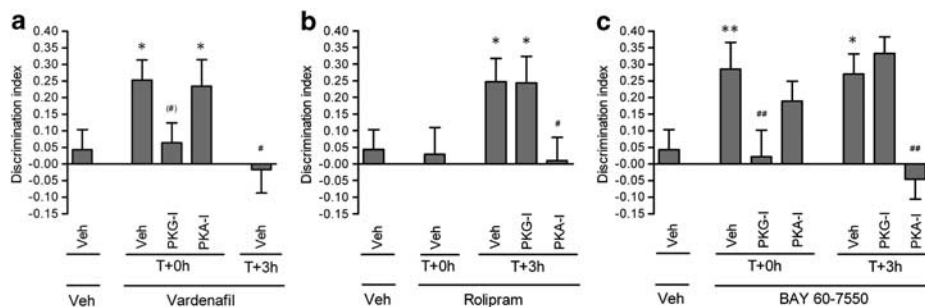 a
Discrimination index
0.40
0.35
0.30
0.25
0.20
0.15
0.10
0.05
-0.00
-0.05
-0.10
-0.15
*
(#)
*
#
Veh
Veh
PKG-I
PKA-I
Veh
T+0h
T+3h
Veh
Vardenafil
b
Discrimination index
0.40
0.35
0.30
0.25
0.20
0.15
0.10
0.05
-0.00
-0.05
-0.10
-0.15
*
*
#
Veh
Veh
Veh
PKG-I
PKA-I
T+0h
T+3h
Veh
Rolipram
c
Discrimination index
0.40
0.35
0.30
0.25
0.20
0.15
0.10
0.05
-0.00
-0.05
-0.10
-0.15
**
##
*
##
Veh
Veh
PKG-I
PKA-I
Veh
PKG-I
PKA-I
T+0h
T+3h
Veh
BAY 60-7550